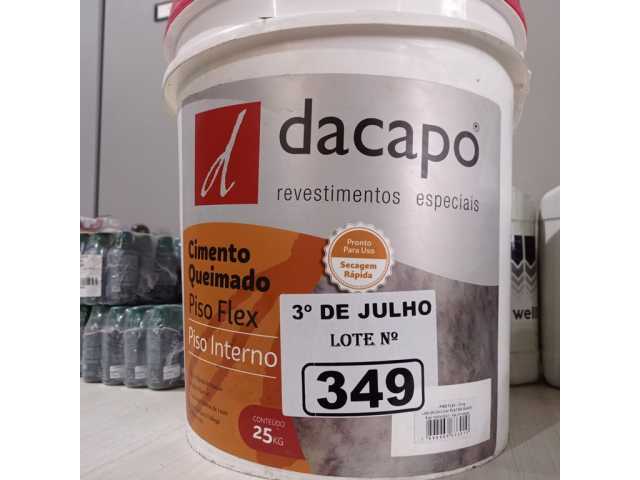 d
dacapo
revestimentos especiais
Pronto
Para Uso
Secagem
Rápida
Cimento
Queimado
Piso Flex
Piso Interno
3º DE JULHO
LOTE Nº
349
CONTEÚDO
25KG
well